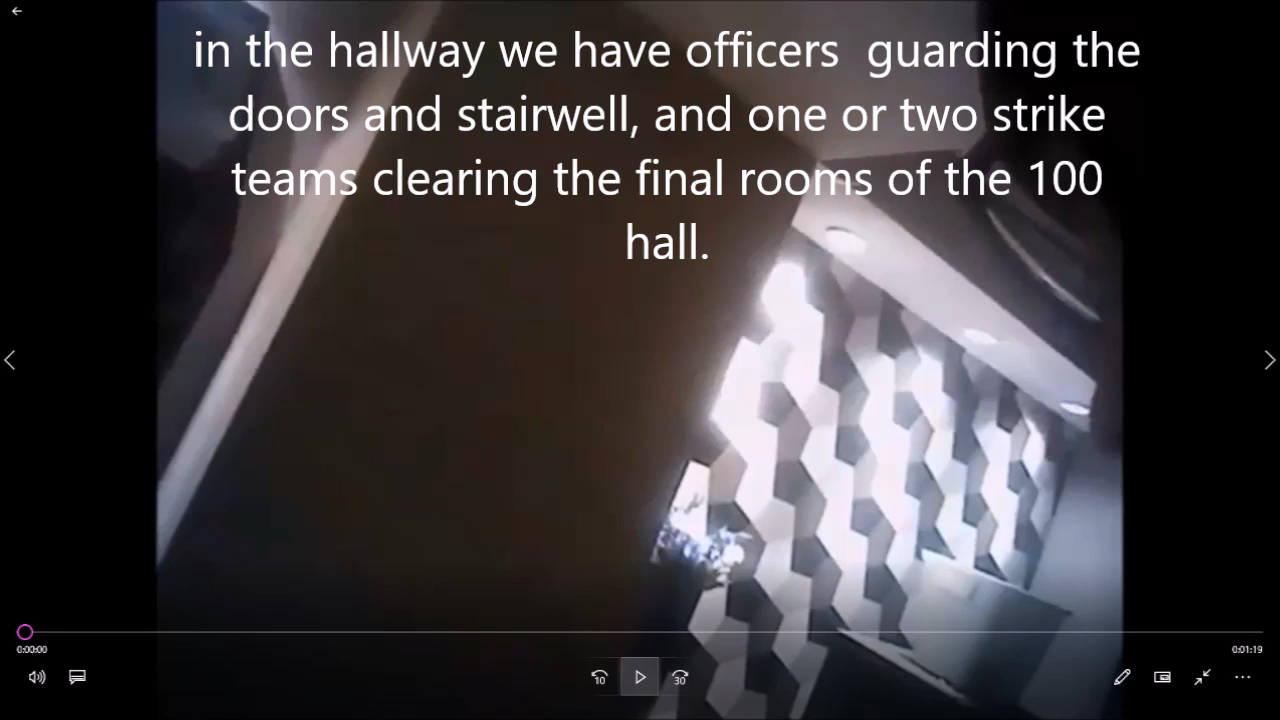 in the hallway we have officers  guarding the
doors and stairwell, and one or two strike
teams clearing the final rooms of the 100
hall.
0:00:00
0:01:19
10
30